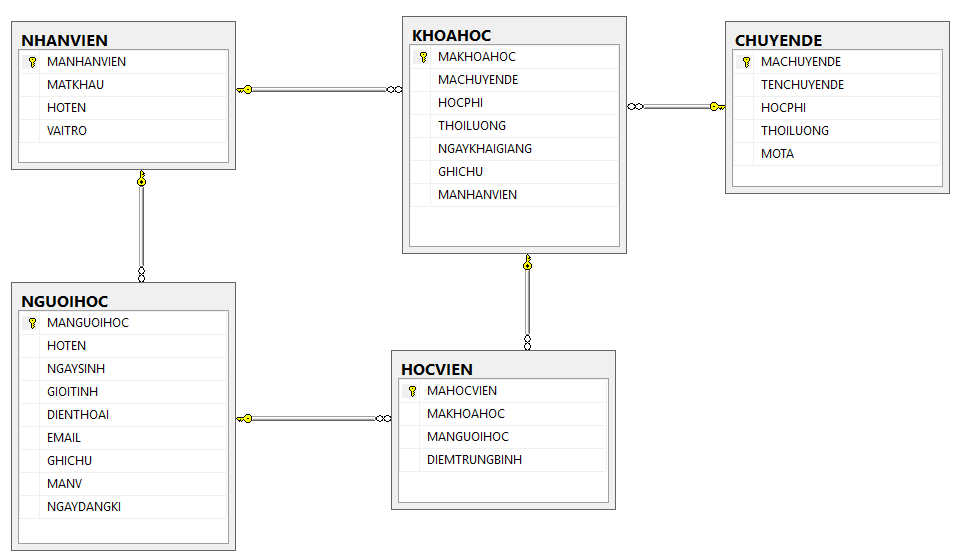 NHANVIEN
MANHANVIEN
MATKHAU
HOTEN
VAITRO
KHOAHOC
MAKHOAHOC
MACHUYENDE
HOCPHI
THOILUONG
NGAYKHAIGIANG
GHICHU
MANHANVIEN
CHUYENDE
MACHUYENDE
TENCHUYENDE
HOCPHI
THOILUONG
MOTA
NGUOIHOC
MANGUOIHOC
HOTEN
NGAYSINH
GIOITINH
DIENTHOAI
EMAIL
GHICHU
MANV
NGAYDANGKI
HOCVIEN
MAHOCVIEN
MAKHOAHOC
MANGUOIHOC
DIEMTRUNGBINH